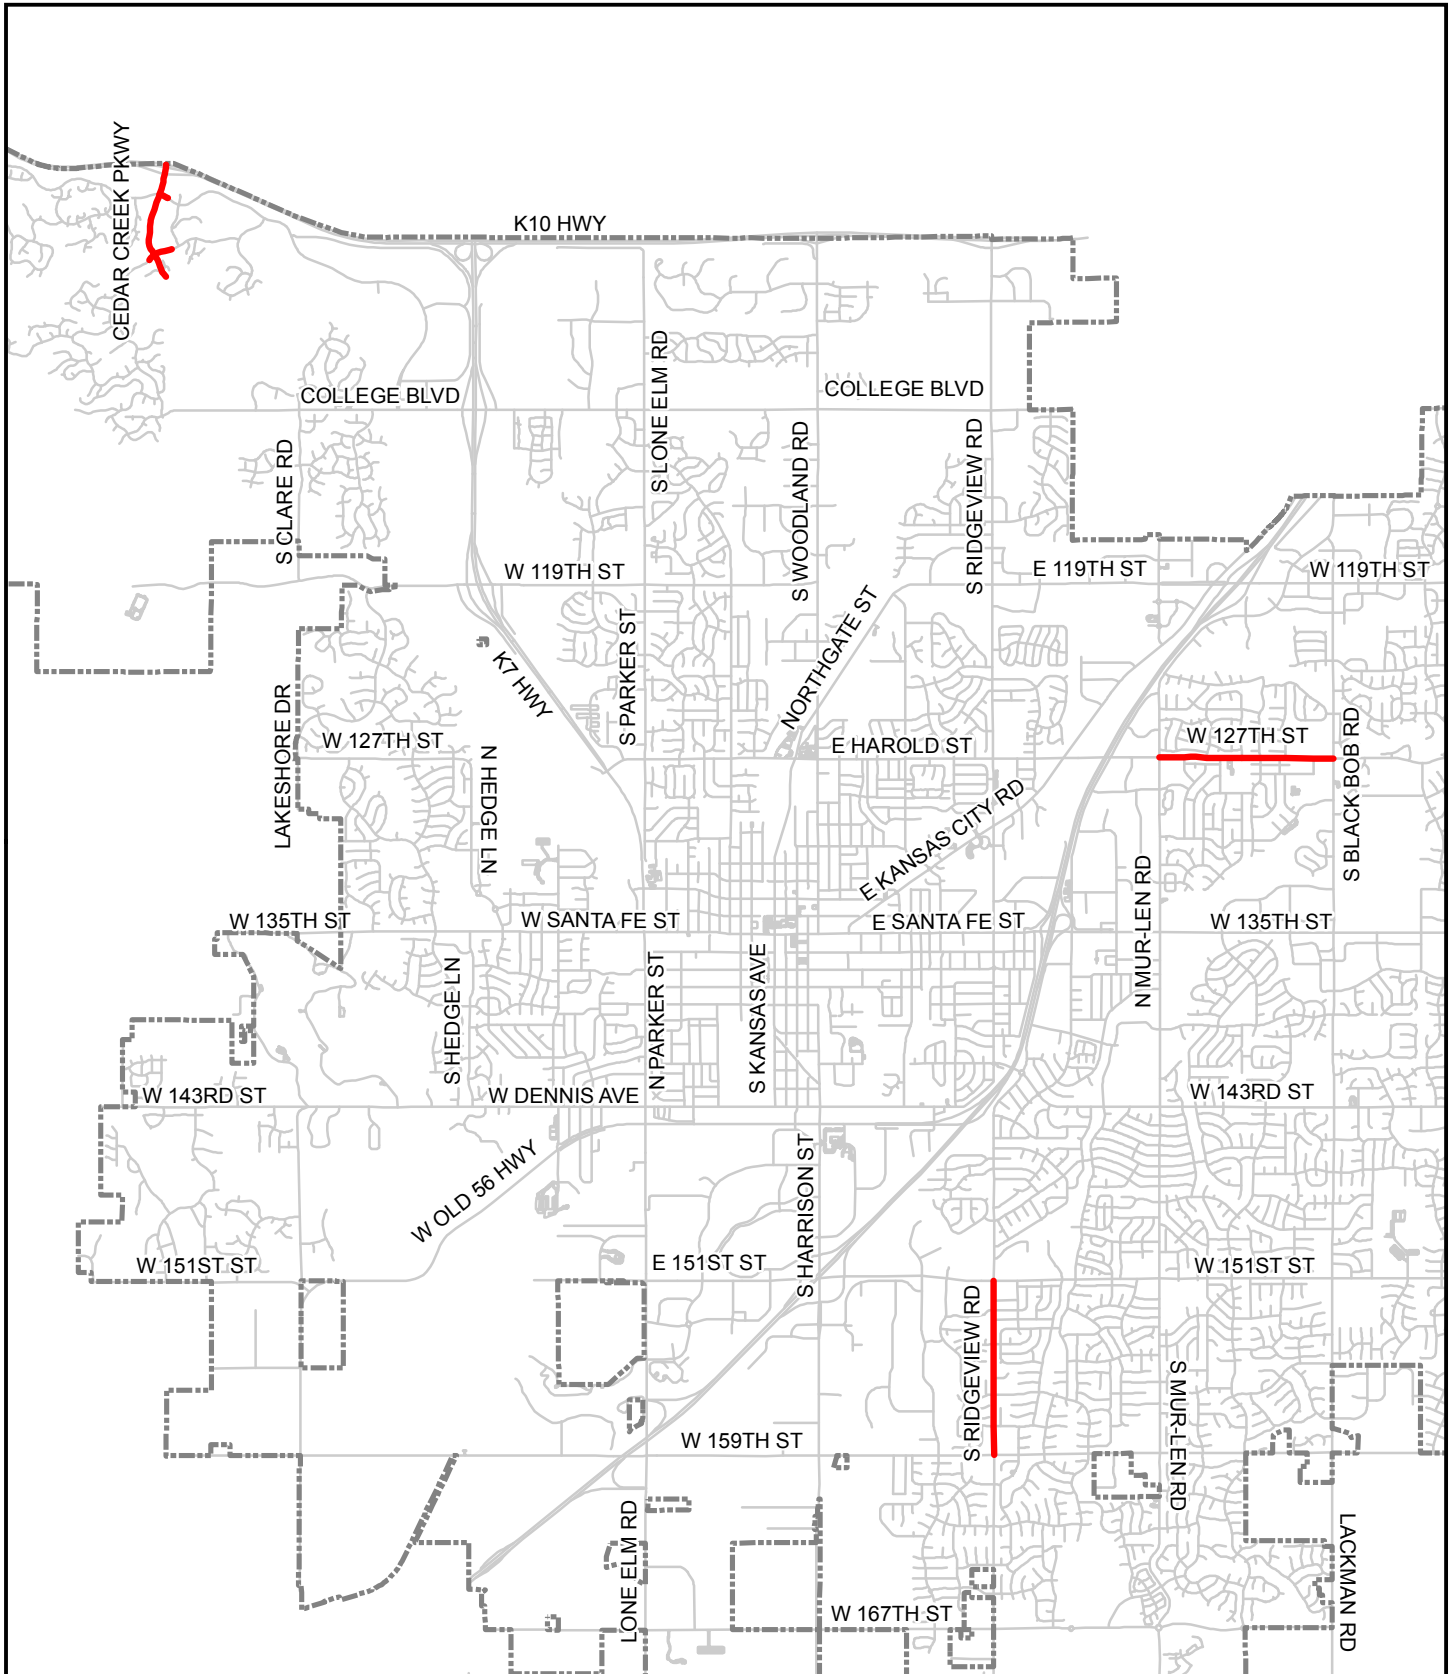 CEDAR CREEK PKWY
K10 HWY
S LONE ELM RD
COLLEGE BLVD
COLLEGE BLVD
S CLARE RD
S WOODLAND RD
S RIDGEVIEW RD
W 119TH ST
E 119TH ST
W 119TH ST
S PARKER ST
NORTHGATE ST
K7 HWY
LAKESHORE DR
W 127TH ST
N HEDGE LN
E HAROLD ST
W 127TH ST
S BLACK BOB RD
E KANSAS CITY RD
N MUR-LEN RD
W 135TH ST
W SANTA FE ST
E SANTA FE ST
W 135TH ST
S HEDGE LN
N PARKER ST
S KANSAS AVE
W 143RD ST
W DENNIS AVE
W 143RD ST
W OLD 56 HWY
S HARRISON ST
W 151ST ST
E 151ST ST
W 151ST ST
S RIDGEVIEW RD
S MUR-LEN RD
W 159TH ST
LONE ELM RD
LACKMAN RD
W 167TH ST